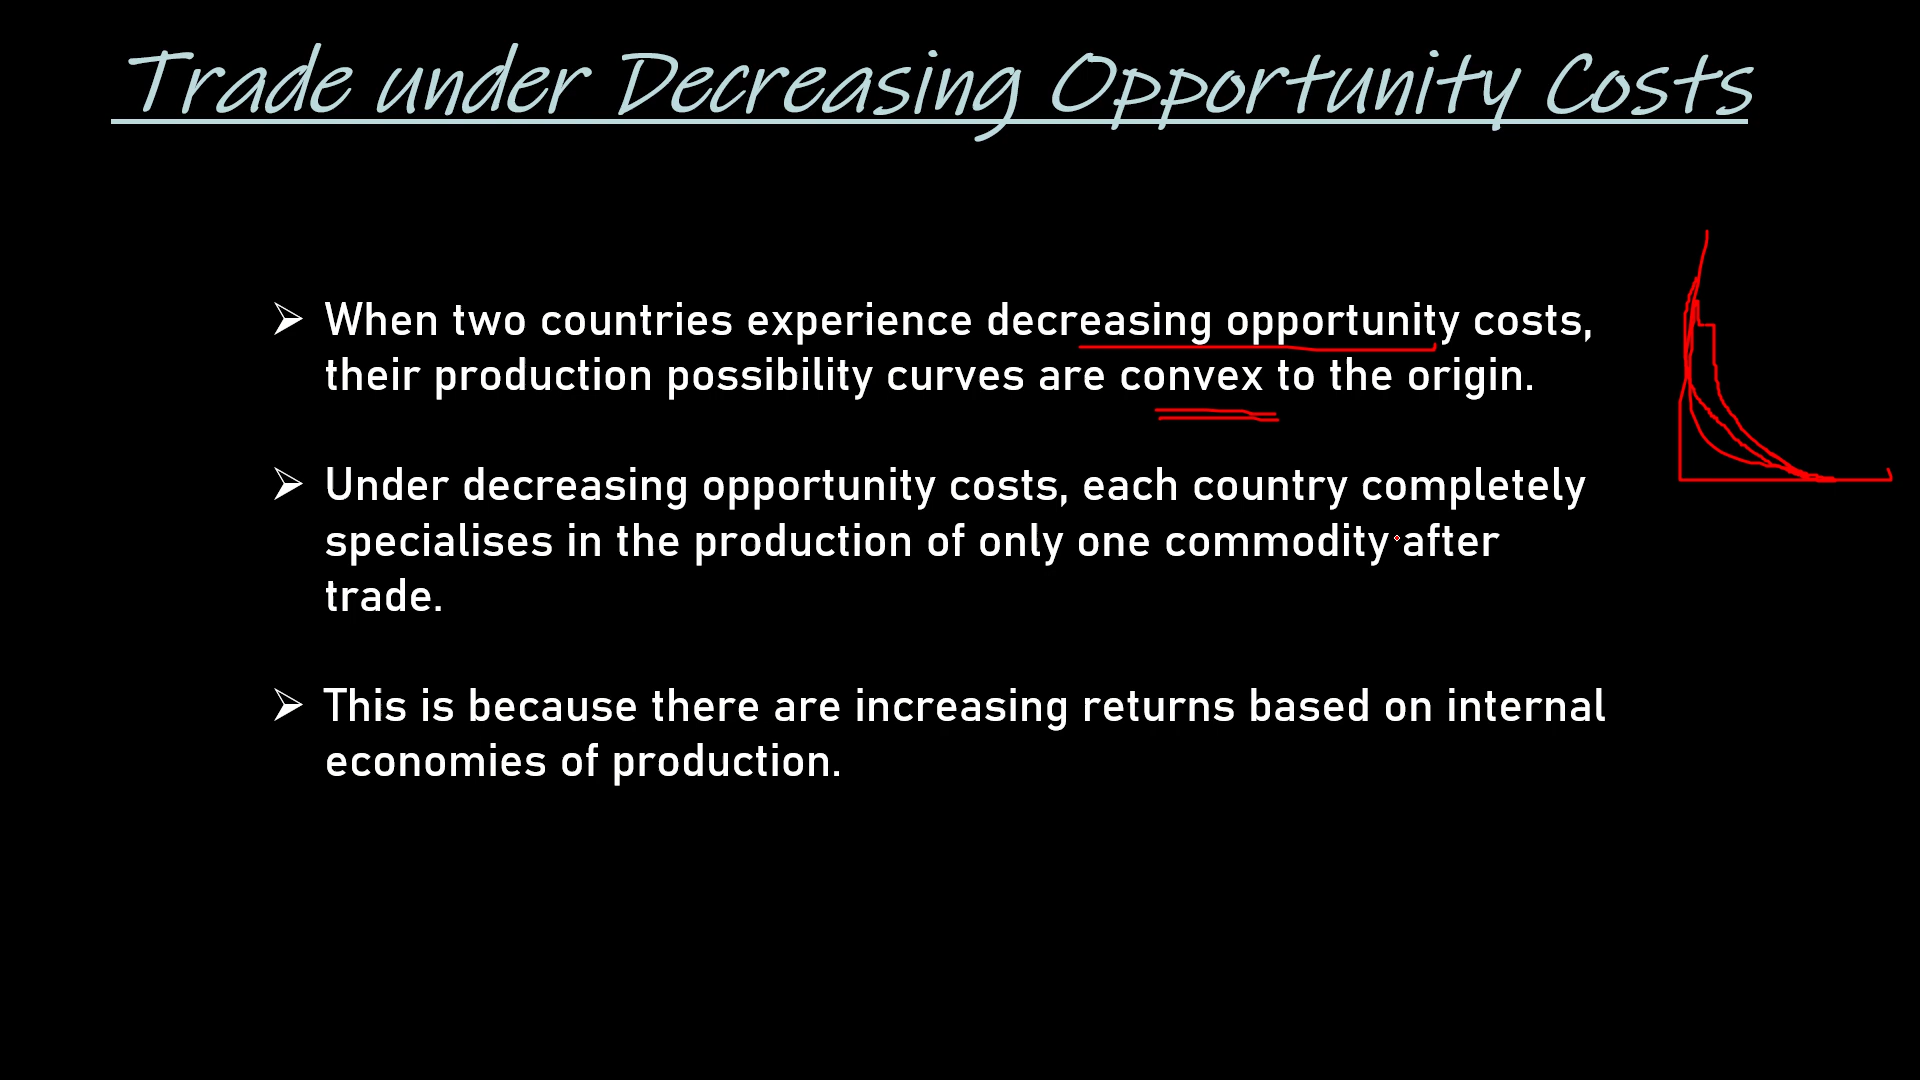 Trade under Decreasing Opportunity Costs
When two countries experience decreasing opportunity costs,
their production possibility curves are convex to the origin.
Under decreasing opportunity costs, each country completely
specialises in the production of only one commodity after
trade.
This is because there are increasing returns based on internal
economies of production.